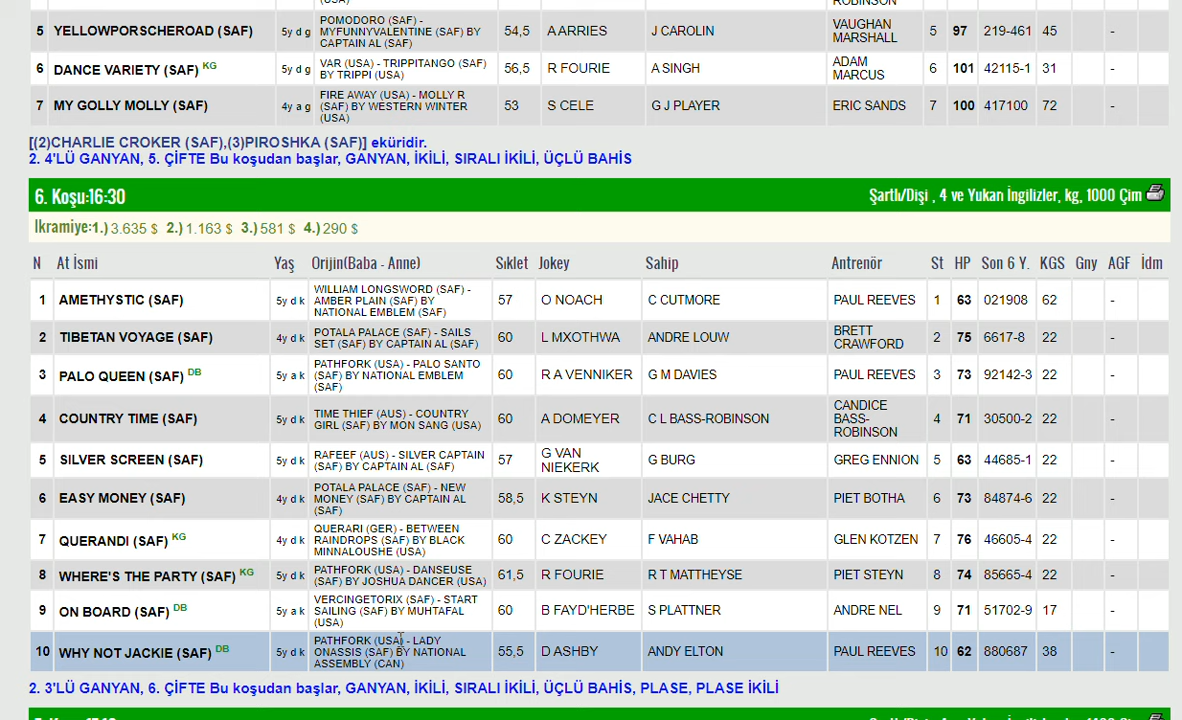 (USA)
ROBINSON
5 YELLOWPORSCHEROAD (SAF) 5y d g POMODORO (SAF) - MYFUNNYVALENTINE (SAF) BY CAPTAIN AL (SAF) 54,5 A ARRIES J CAROLIN VAUGHAN MARSHALL 5 97 219-461 45 -
6 DANCE VARIETY (SAF) KG 5y d g VAR (USA) - TRIPPITANGO (SAF) BY TRIPPI (USA) 56,5 R FOURIE A SINGH ADAM MARCUS 6 101 42115-1 31 -
7 MY GOLLY MOLLY (SAF) 4y a g FIRE AWAY (USA) - MOLLY R (SAF) BY WESTERN WINTER (USA) 53 S CELE G J PLAYER ERIC SANDS 7 100 417100 72 -
[(2)CHARLIE CROKER (SAF),(3)PIROSHKA (SAF)] eküridir.
2. 4'LÜ GANYAN, 5. ÇİFTE Bu koşudan başlar, GANYAN, İKİLİ, SIRALI İKİLİ, ÜÇLÜ BAHİS
6. Koşu:16:30 Şartlı/Dişi , 4 ve Yukarı İngilizler, kg, 1000 Çim
Ikramiye:1.) 3.635 $ 2.) 1.163 $ 3.) 581 $ 4.) 290 $
N At İsmi Yaş Orijin(Baba - Anne) Sıklet Jokey Sahip Antrenör St HP Son 6 Y. KGS Gny AGF İdm
1 AMETHYSTIC (SAF) 5y d k WILLIAM LONGSWORD (SAF) - AMBER PLAIN (SAF) BY NATIONAL EMBLEM (SAF) 57 O NOACH C CUTMORE PAUL REEVES 1 63 021908 62 -
2 TIBETAN VOYAGE (SAF) 4y d k POTALA PALACE (SAF) - SAILS SET (SAF) BY CAPTAIN AL (SAF) 60 L MXOTHWA ANDRE LOUW BRETT CRAWFORD 2 75 6617-8 22 -
3 PALO QUEEN (SAF) DB 5y a k PATHFORK (USA) - PALO SANTO (SAF) BY NATIONAL EMBLEM (SAF) 60 R A VENNIKER G M DAVIES PAUL REEVES 3 73 92142-3 22 -
4 COUNTRY TIME (SAF) 5y d k TIME THIEF (AUS) - COUNTRY GIRL (SAF) BY MON SANG (USA) 60 A DOMEYER C L BASS-ROBINSON CANDICE BASS-ROBINSON 4 71 30500-2 22 -
5 SILVER SCREEN (SAF) 5y d k RAFEEF (AUS) - SILVER CAPTAIN (SAF) BY CAPTAIN AL (SAF) 57 G VAN NIEKERK G BURG GREG ENNION 5 63 44685-1 22 -
6 EASY MONEY (SAF) 4y d k POTALA PALACE (SAF) - NEW MONEY (SAF) BY CAPTAIN AL (SAF) 58,5 K STEYN JACE CHETTY PIET BOTHA 6 73 84874-6 22 -
7 QUERANDI (SAF) KG 4y d k QUERARI (GER) - BETWEEN RAINDROPS (SAF) BY BLACK MINNALOUSHE (USA) 60 C ZACKEY F VAHAB GLEN KOTZEN 7 76 46605-4 22 -
8 WHERE'S THE PARTY (SAF) KG 5y d k PATHFORK (USA) - DANSEUSE (SAF) BY JOSHUA DANCER (USA) 61,5 R FOURIE R T MATTHEYSE PIET STEYN 8 74 85665-4 22 -
9 ON BOARD (SAF) DB 5y a k VERCINGETORIX (SAF) - START SAILING (SAF) BY MUHTAFAL (USA) 60 B FAYD'HERBE S PLATTNER ANDRE NEL 9 71 51702-9 17 -
10 WHY NOT JACKIE (SAF) DB 5y d k PATHFORK (USA) - LADY ONASSIS (SAF) BY NATIONAL ASSEMBLY (CAN) 55,5 D ASHBY ANDY ELTON PAUL REEVES 10 62 880687 38 -
2. 3'LÜ GANYAN, 6. ÇİFTE Bu koşudan başlar, GANYAN, İKİLİ, SIRALI İKİLİ, ÜÇLÜ BAHİS, PLASE, PLASE İKİLİ